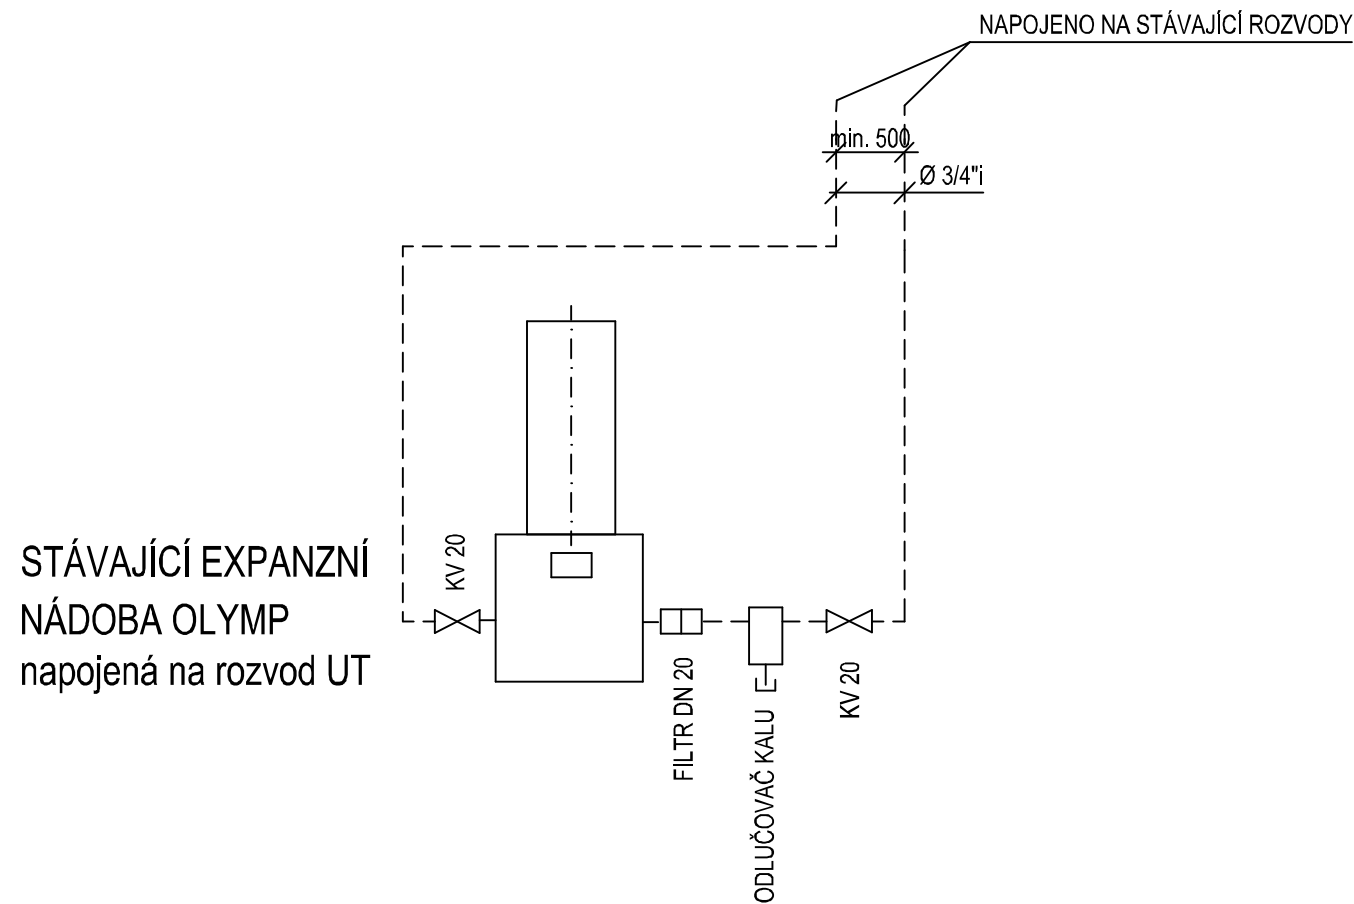 NAPOJENO NA STÁVAJÍCÍ ROZVODY
min. 500
Ø 3/4"i
STÁVAJÍCÍ EXPANZNÍ
NÁDOBA OLYMP
napojená na rozvod UT
KV 20
FILTR DN 20
ODLUČOVAČ KALU
KV 20